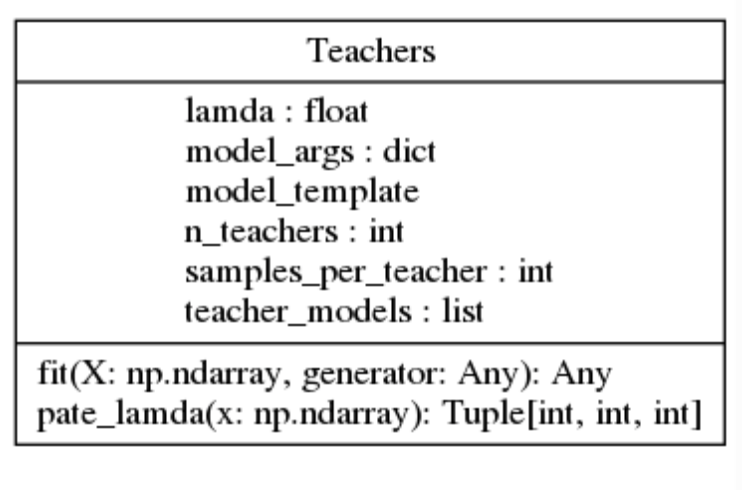 Teachers
lamda : float
model_args : dict
model_template
n_teachers : int
samples_per_teacher : int
teacher_models : list
fit(X: np.ndarray, generator: Any): Any
pate_lamda(x: np.ndarray): Tuple[int, int, int]